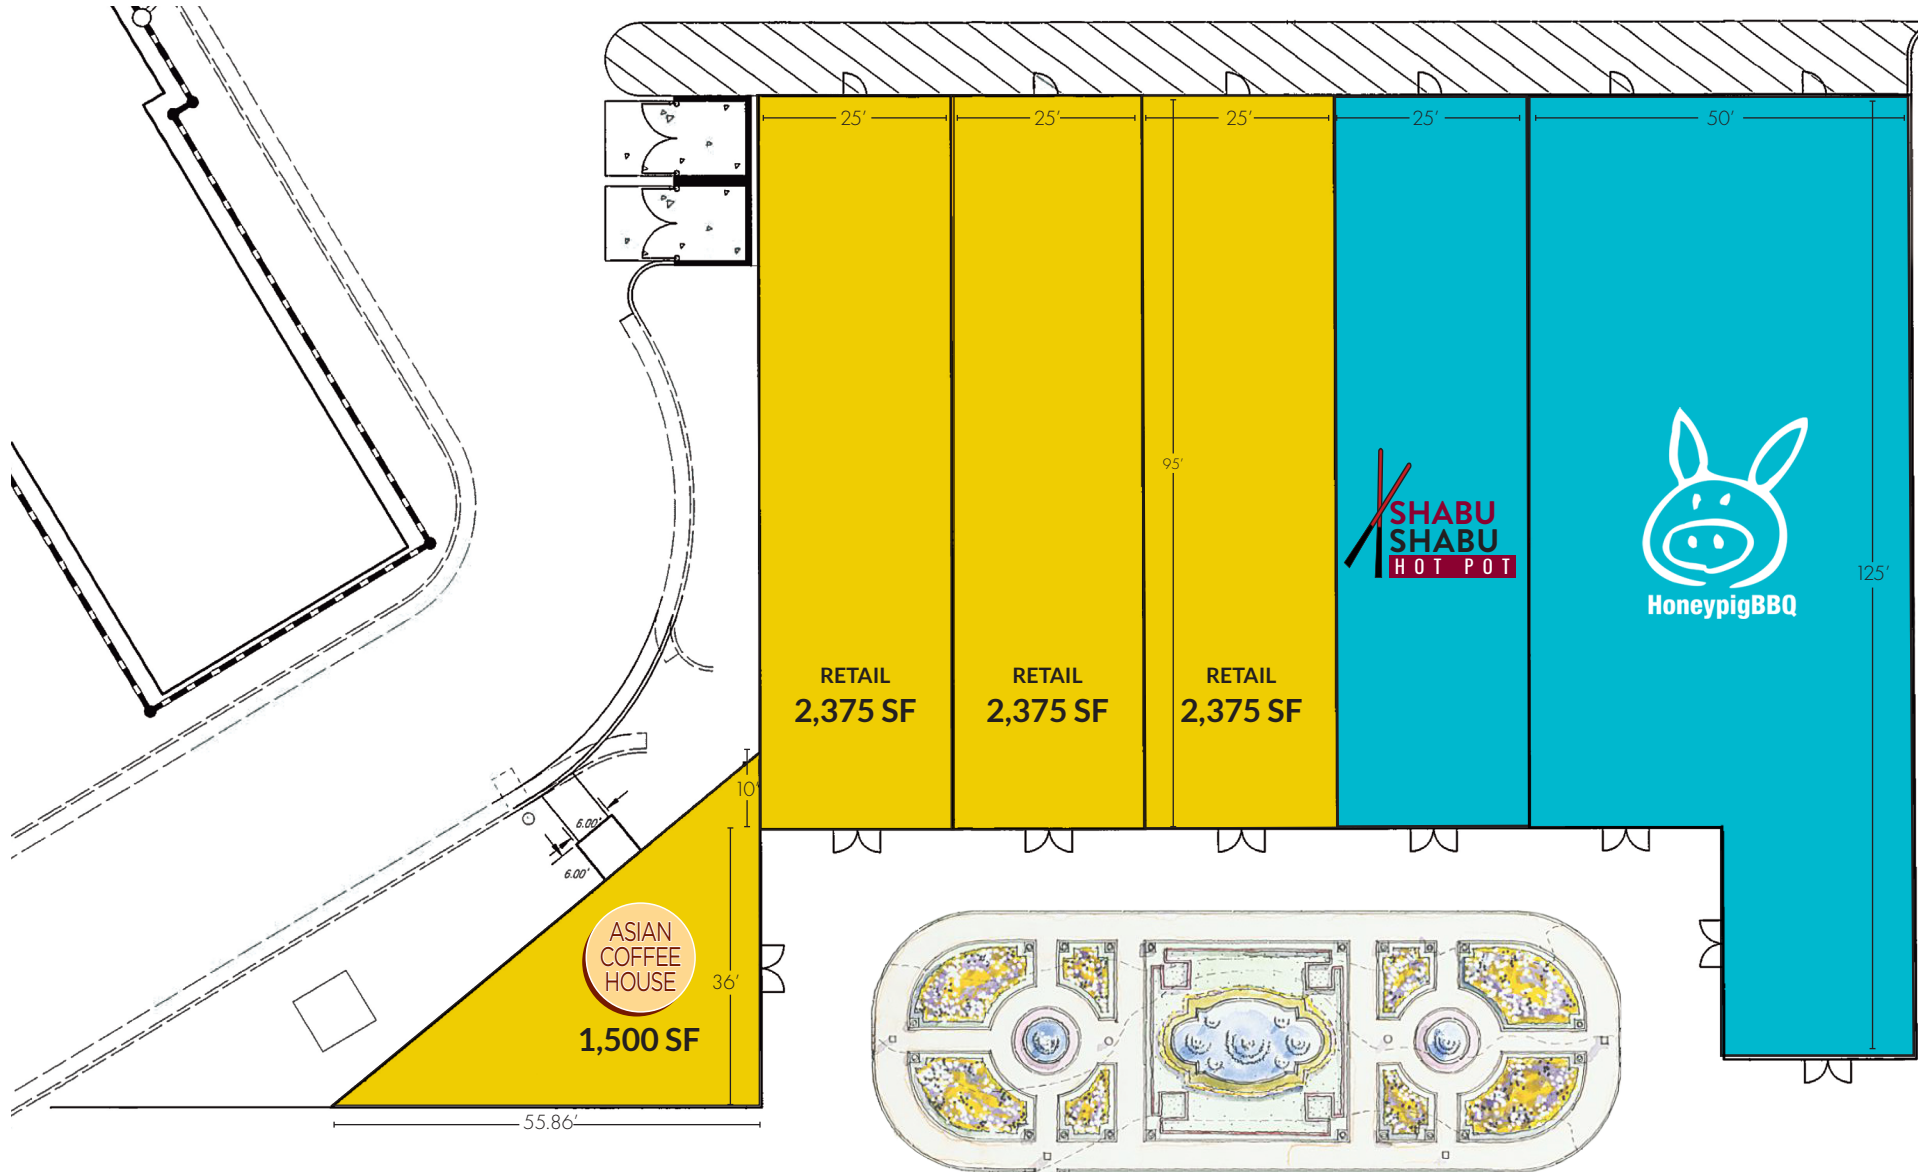 25'
25'
25'
25'
50'
95'
SHABU
SHABU
HOT POT
HoneypigBBQ
125'
RETAIL
2,375 SF
RETAIL
2,375 SF
RETAIL
2,375 SF
10'
6.00'
6.00'
ASIAN
COFFEE
HOUSE
36'
1,500 SF
55.86'